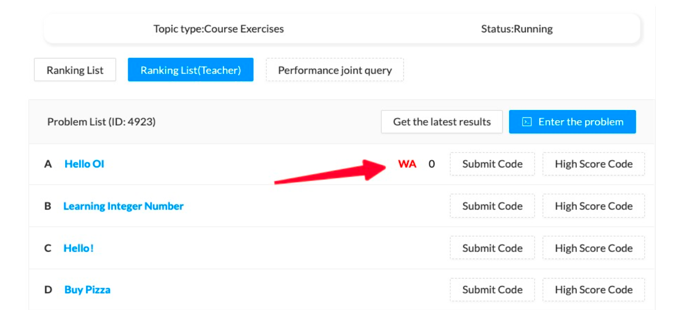 Topic type:Course Exercises Status:Running
Ranking List Ranking List(Teacher) Performance joint query
Problem List (ID: 4923) Get the latest results Enter the problem
A Hello OI WA 0 Submit Code High Score Code
B Learning Integer Number Submit Code High Score Code
C Hello! Submit Code High Score Code
D Buy Pizza Submit Code High Score Code